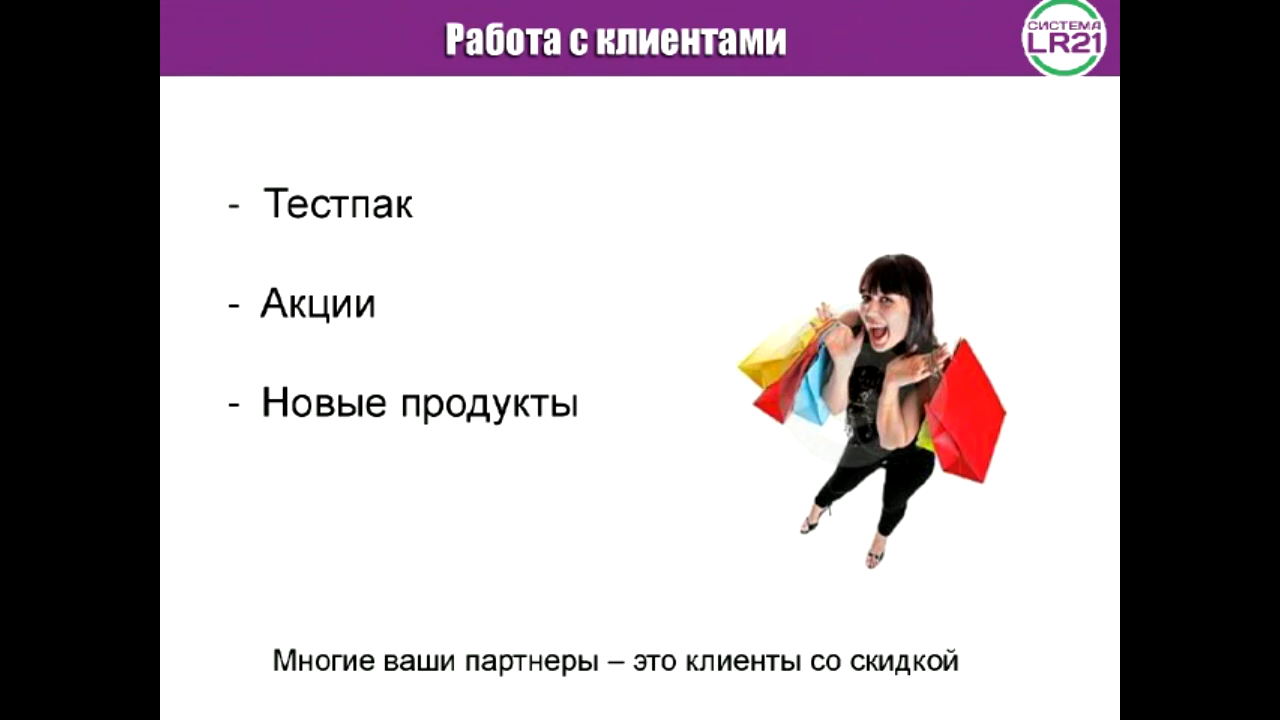 Работа с клиентами
СИСТЕМА
LR21
- Тестпак
- Акции
- Новые продукты
Многие ваши партнеры – это клиенты со скидкой